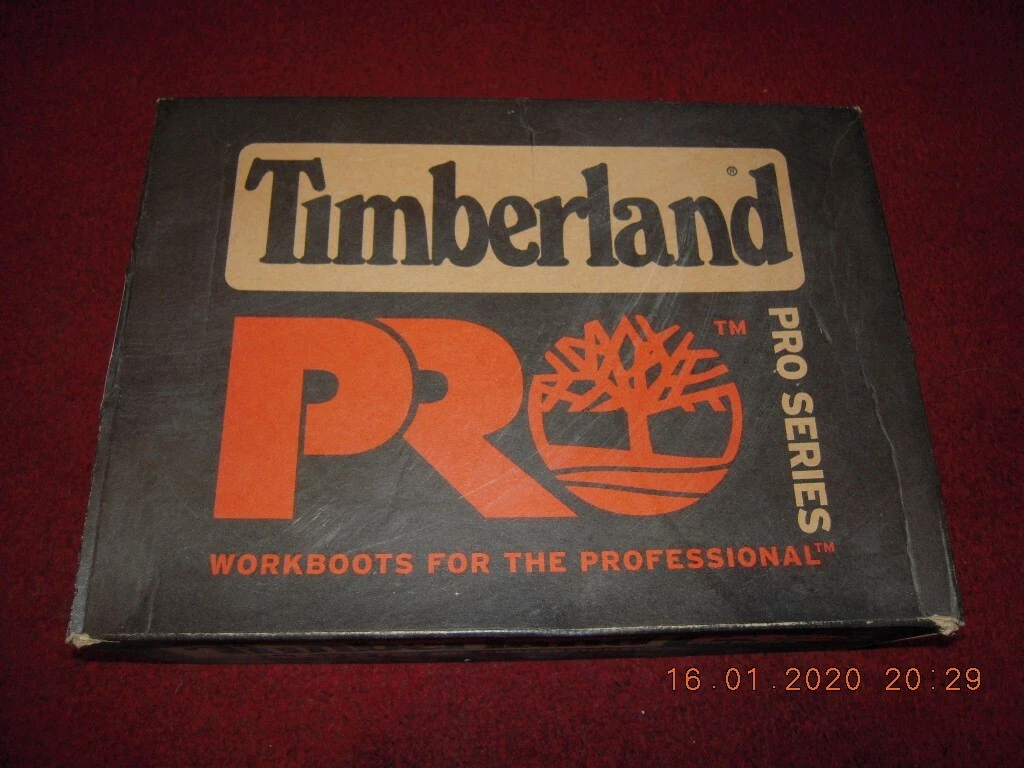 Timberland®
PRO™
PRO SERIES
WORKBOOTS FOR THE PROFESSIONAL™
16.01.2020 20:29